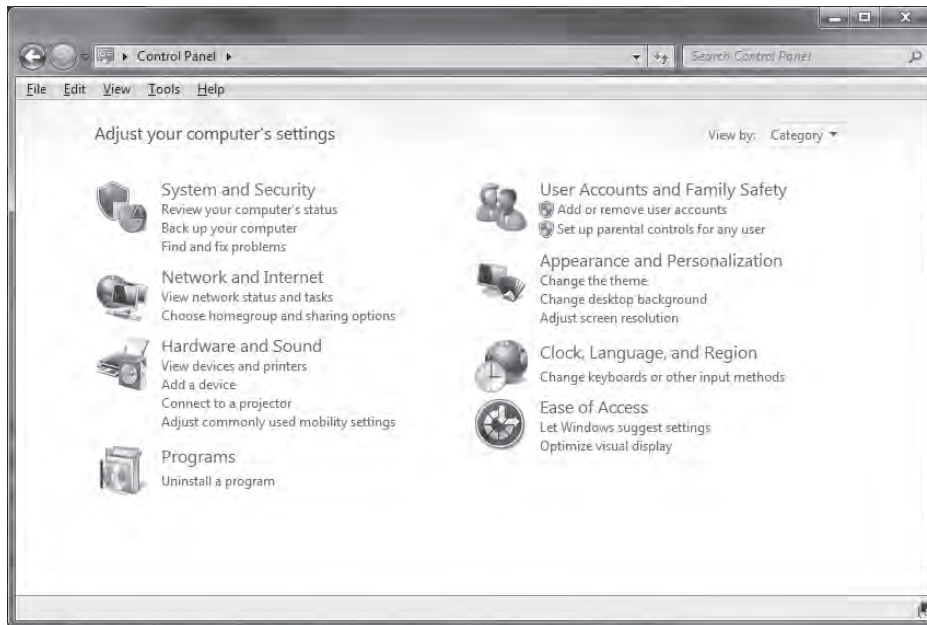 Control Panel
Search Control Panel
File Edit View Tools Help
Adjust your computer's settings
View by: Category
System and Security
Review your computer's status
Back up your computer
Find and fix problems
Network and Internet
View network status and tasks
Choose homegroup and sharing options
Hardware and Sound
View devices and printers
Add a device
Connect to a projector
Adjust commonly used mobility settings
Programs
Uninstall a program
User Accounts and Family Safety
Add or remove user accounts
Set up parental controls for any user
Appearance and Personalization
Change the theme
Change desktop background
Adjust screen resolution
Clock, Language, and Region
Change keyboards or other input methods
Ease of Access
Let Windows suggest settings
Optimize visual display